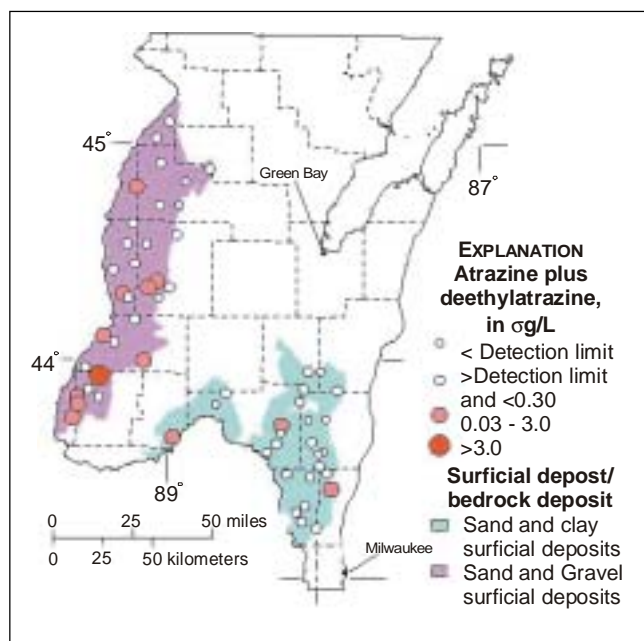 45°
Green Bay
87°
EXPLANATION
Atrazine plus
deethylatrazine,
in σg/L
< Detection limit
>Detection limit
and <0.30
0.03 - 3.0
>3.0
44°
Surficial depost/
bedrock deposit
89°
Sand and clay
surficial deposits
0 25 50 miles
0 25 50 kilometers
Milwaukee
Sand and Gravel
surficial deposits